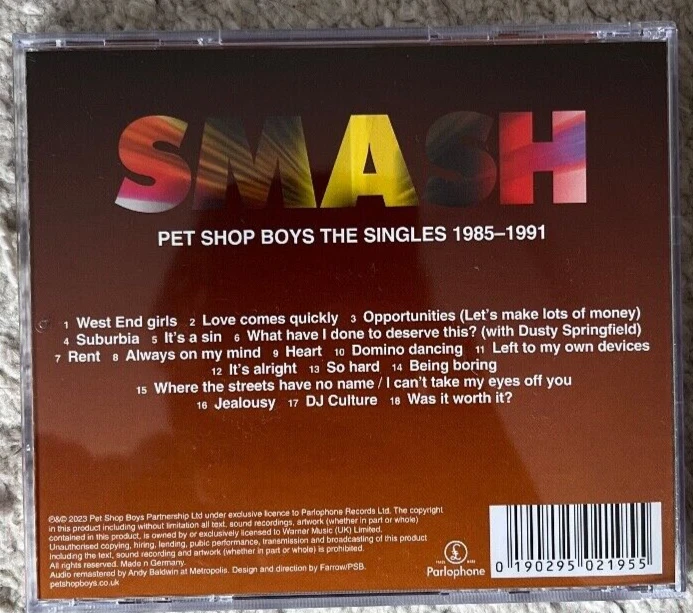 SMASH
PET SHOP BOYS THE SINGLES 1985–1991
1 West End girls 2 Love comes quickly 3 Opportunities (Let's make lots of money)
4 Suburbia 5 It's a sin 6 What have I done to deserve this? (with Dusty Springfield)
7 Rent 8 Always on my mind 9 Heart 10 Domino dancing 11 Left to my own devices
12 It's alright 13 So hard 14 Being boring
15 Where the streets have no name / I can't take my eyes off you
16 Jealousy 17 DJ Culture 18 Was it worth it?
℗&© 2023 Pet Shop Boys Partnership Ltd under exclusive licence to Parlophone Records Ltd. The copyright
in this product including without limitation all text, sound recordings, artwork (whether in part or whole)
contained in this product, is owned by or exclusively licensed to Warner Music (UK) Limited.
Unauthorised copying, hiring, lending, public performance, transmission and broadcasting of this product
including the text, sound recording and artwork (whether in part or whole) is prohibited.
All rights reserved. Made in Germany.
Audio remastered by Andy Baldwin at Metropolis. Design and direction by Farrow/PSB.
petshopboys.co.uk
£
TRADE MARK
Parlophone
0 190295 021955